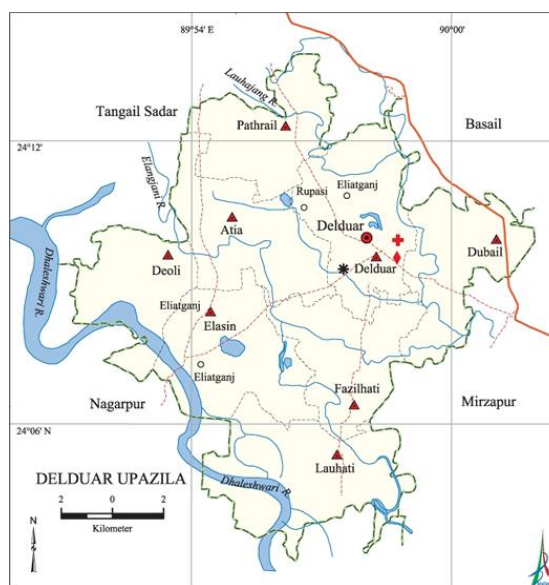 89°54' E
90°00'
Lauhajang R.
Tangail Sadar
Pathrail
Basail
24°12'
Elangjani R.
Rupasi
Eliatganj
Atia
Delduar
Dubail
Deoli
Delduar
Dhaleshwari R.
Eliatganj
Elasin
Eliatganj
Fazilhati
Nagarpur
Mirzapur
24°06' N
Lauhati
DELDUAR UPAZILA
Dhaleshwari R.
2 0 2
Kilometer
N